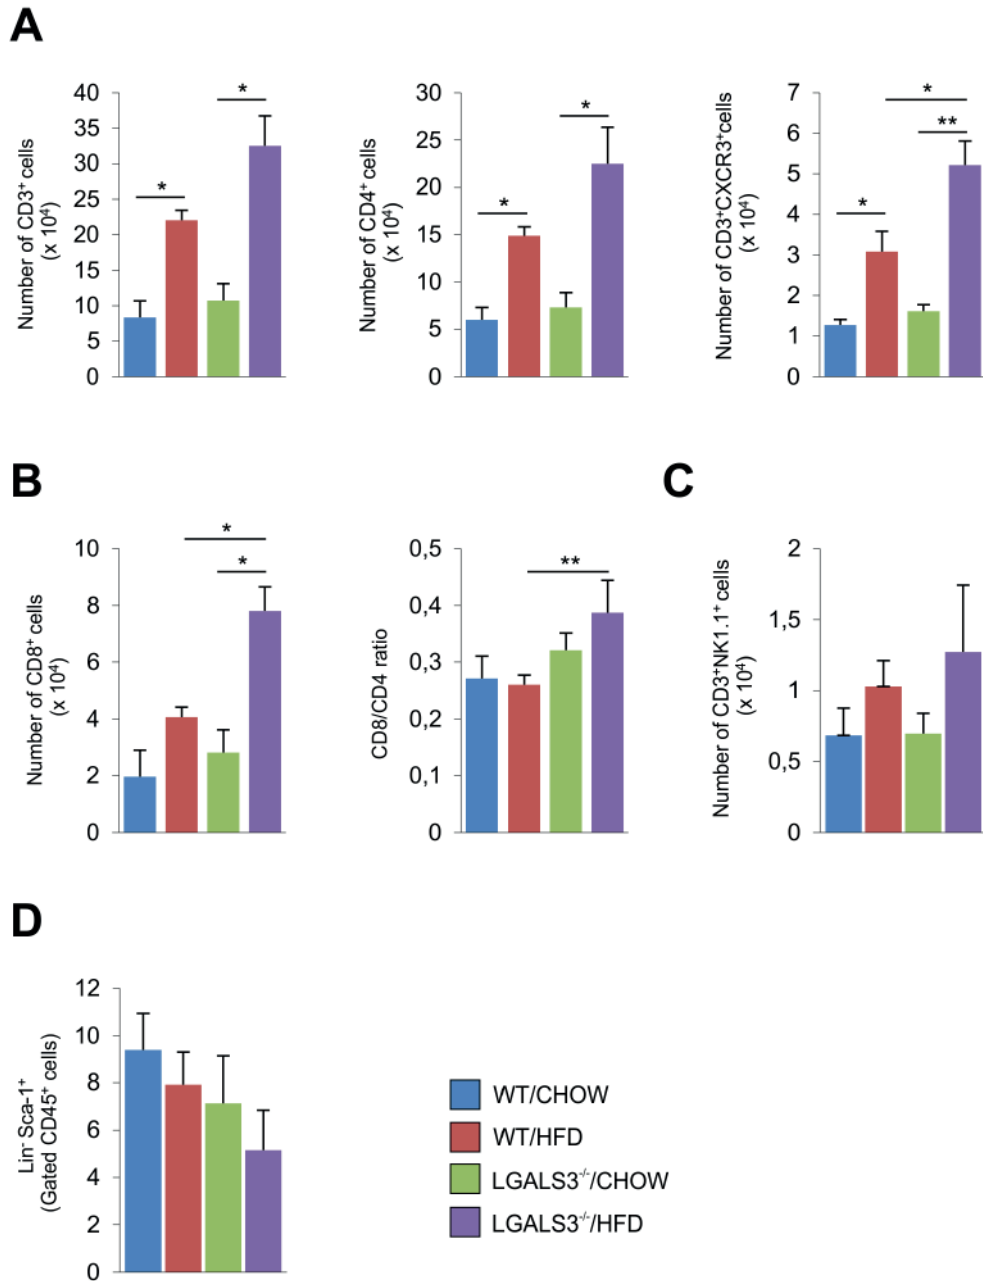 A
Number of CD3⁺ cells
(x 10⁴)
40
35
30
25
20
15
10
5
0
*
*
Number of CD4⁺ cells
(x 10⁴)
30
25
20
15
10
5
0
*
*
Number of CD3⁺CXCR3⁺cells
(x 10⁴)
7
6
5
4
3
2
1
0
*
**
*
B
Number of CD8⁺ cells
(x 10⁴)
10
8
6
4
2
0
*
*
CD8/CD4 ratio
0,5
0,4
0,3
0,2
0,1
0
**
C
Number of CD3⁺NK1.1⁺ cells
(x 10⁴)
2
1,5
1
0,5
0
D
Lin⁻ Sca-1⁺
(Gated CD45⁺ cells)
12
10
8
6
4
2
0
WT/CHOW
WT/HFD
LGALS3⁻/⁻/CHOW
LGALS3⁻/⁻/HFD